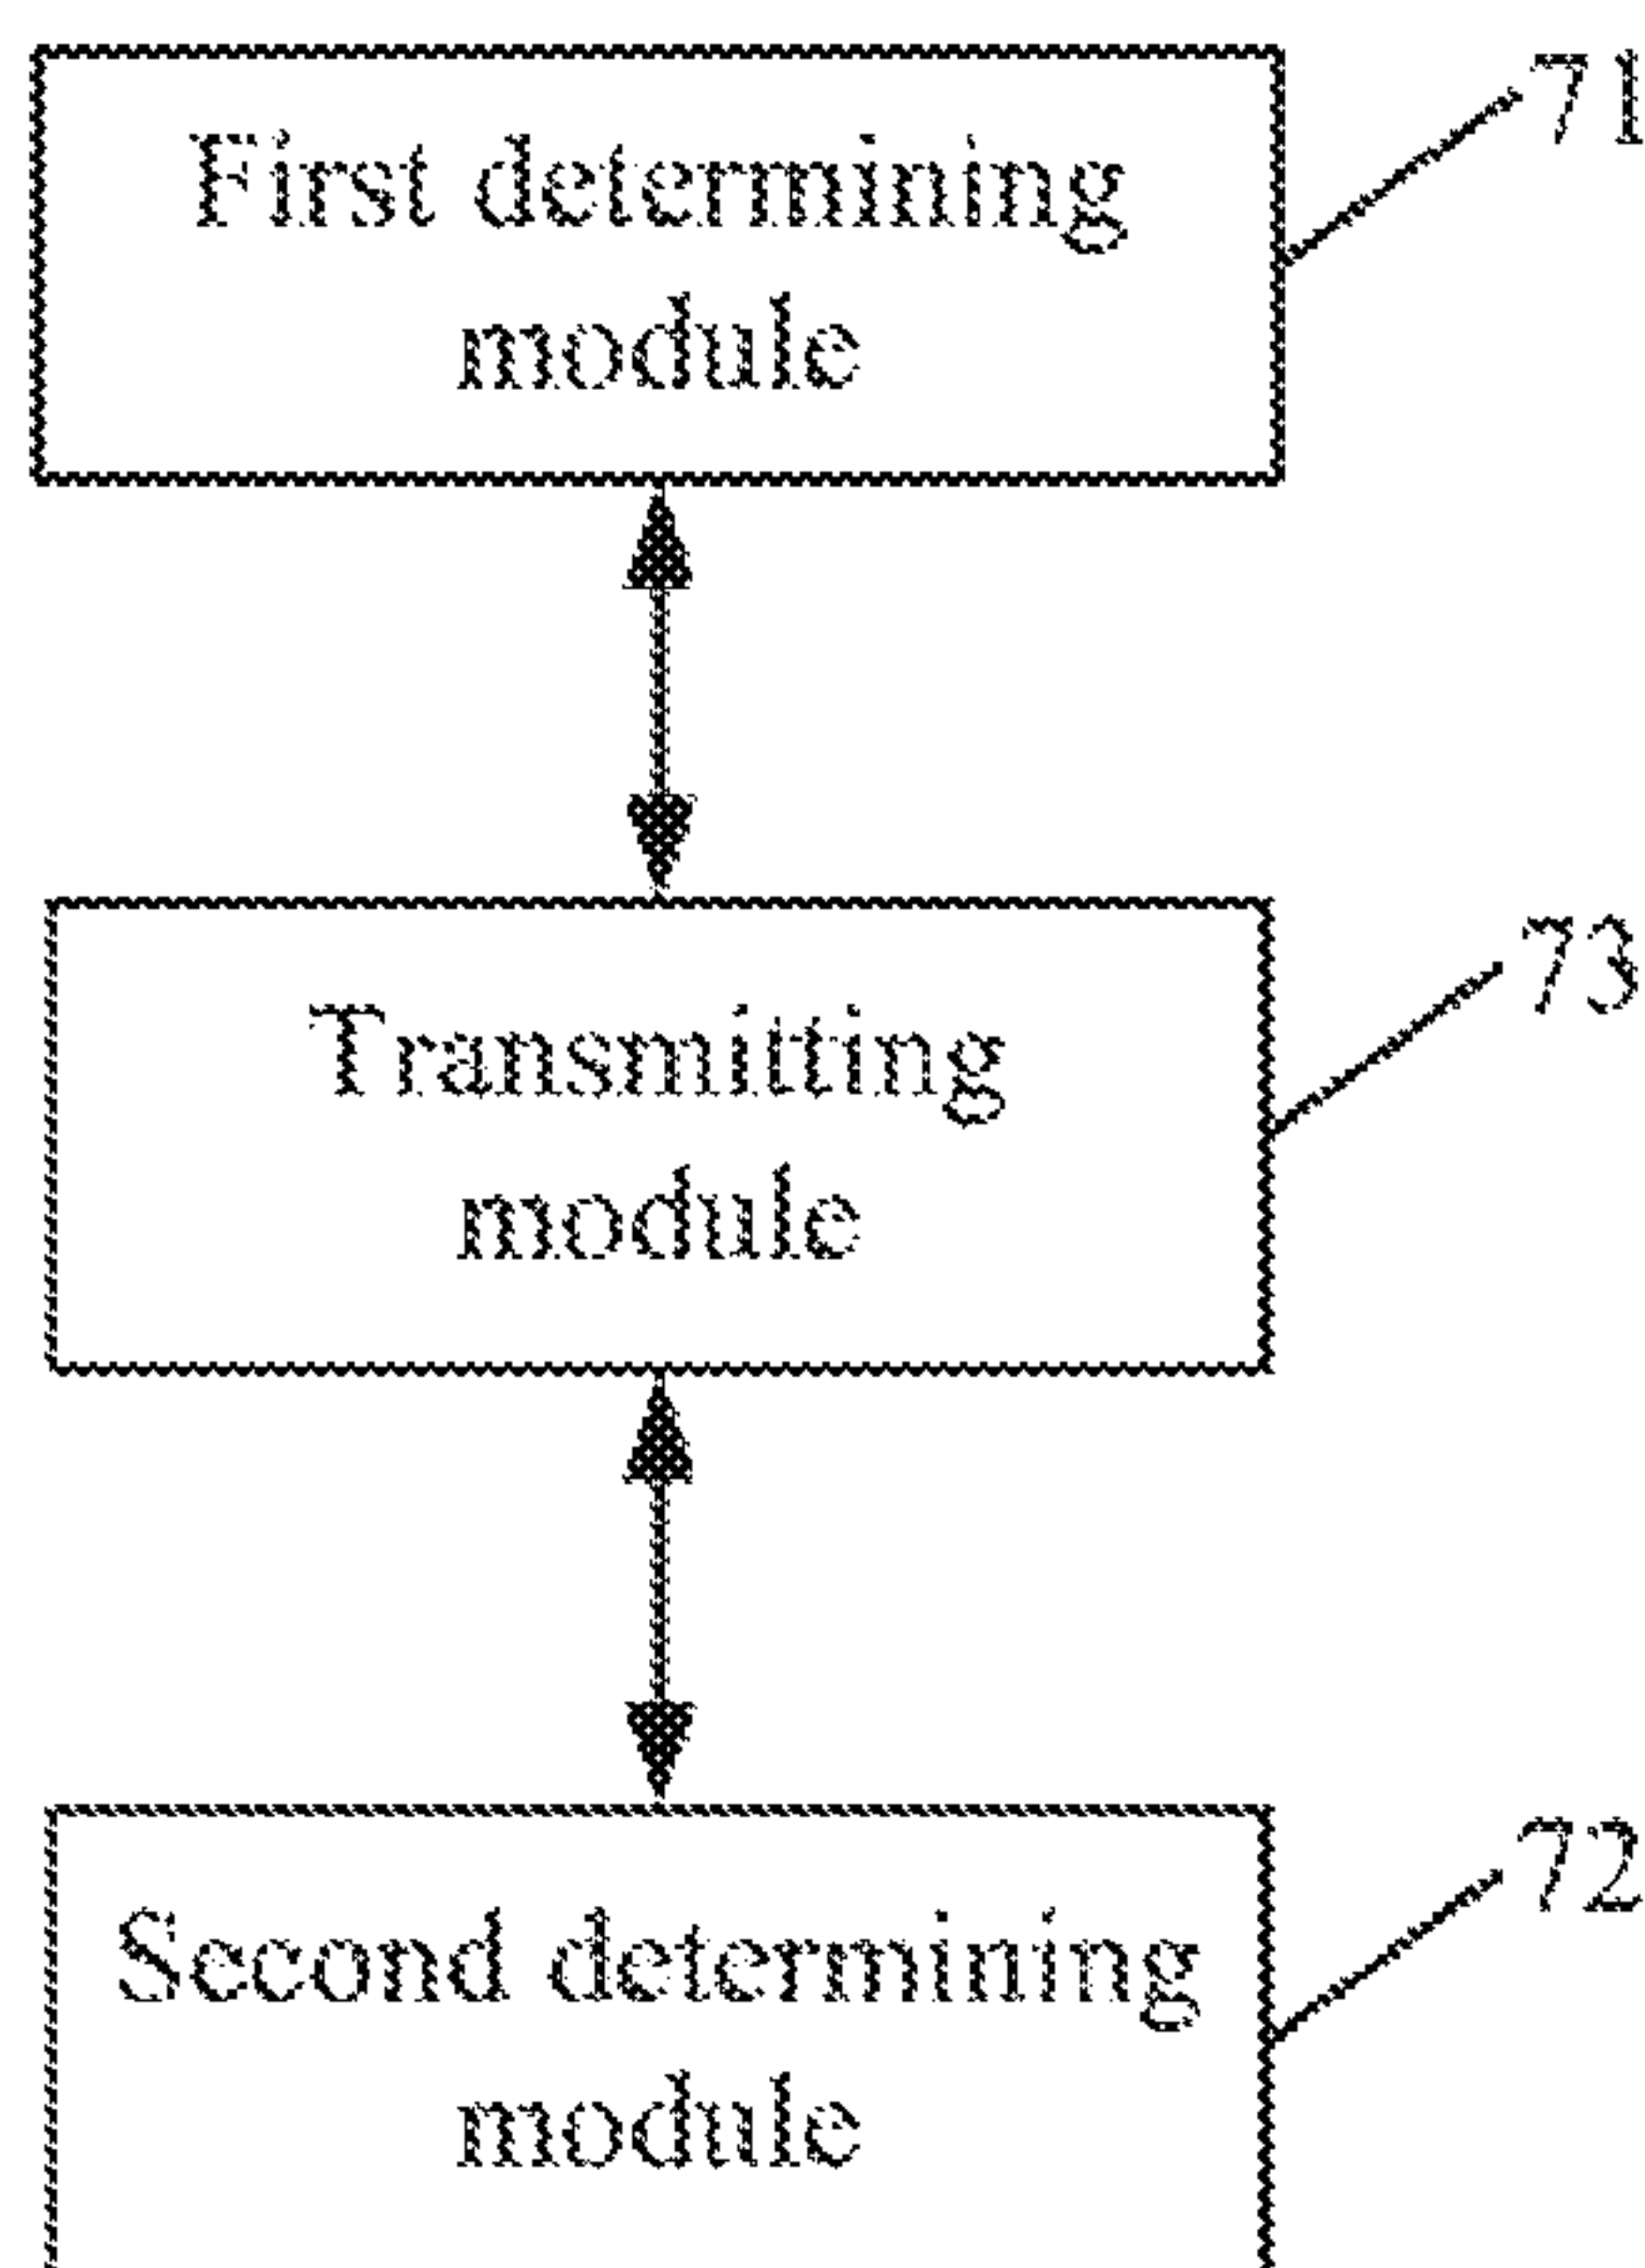 First determining
module
71
Transmitting
module
73
Second determining
module
72